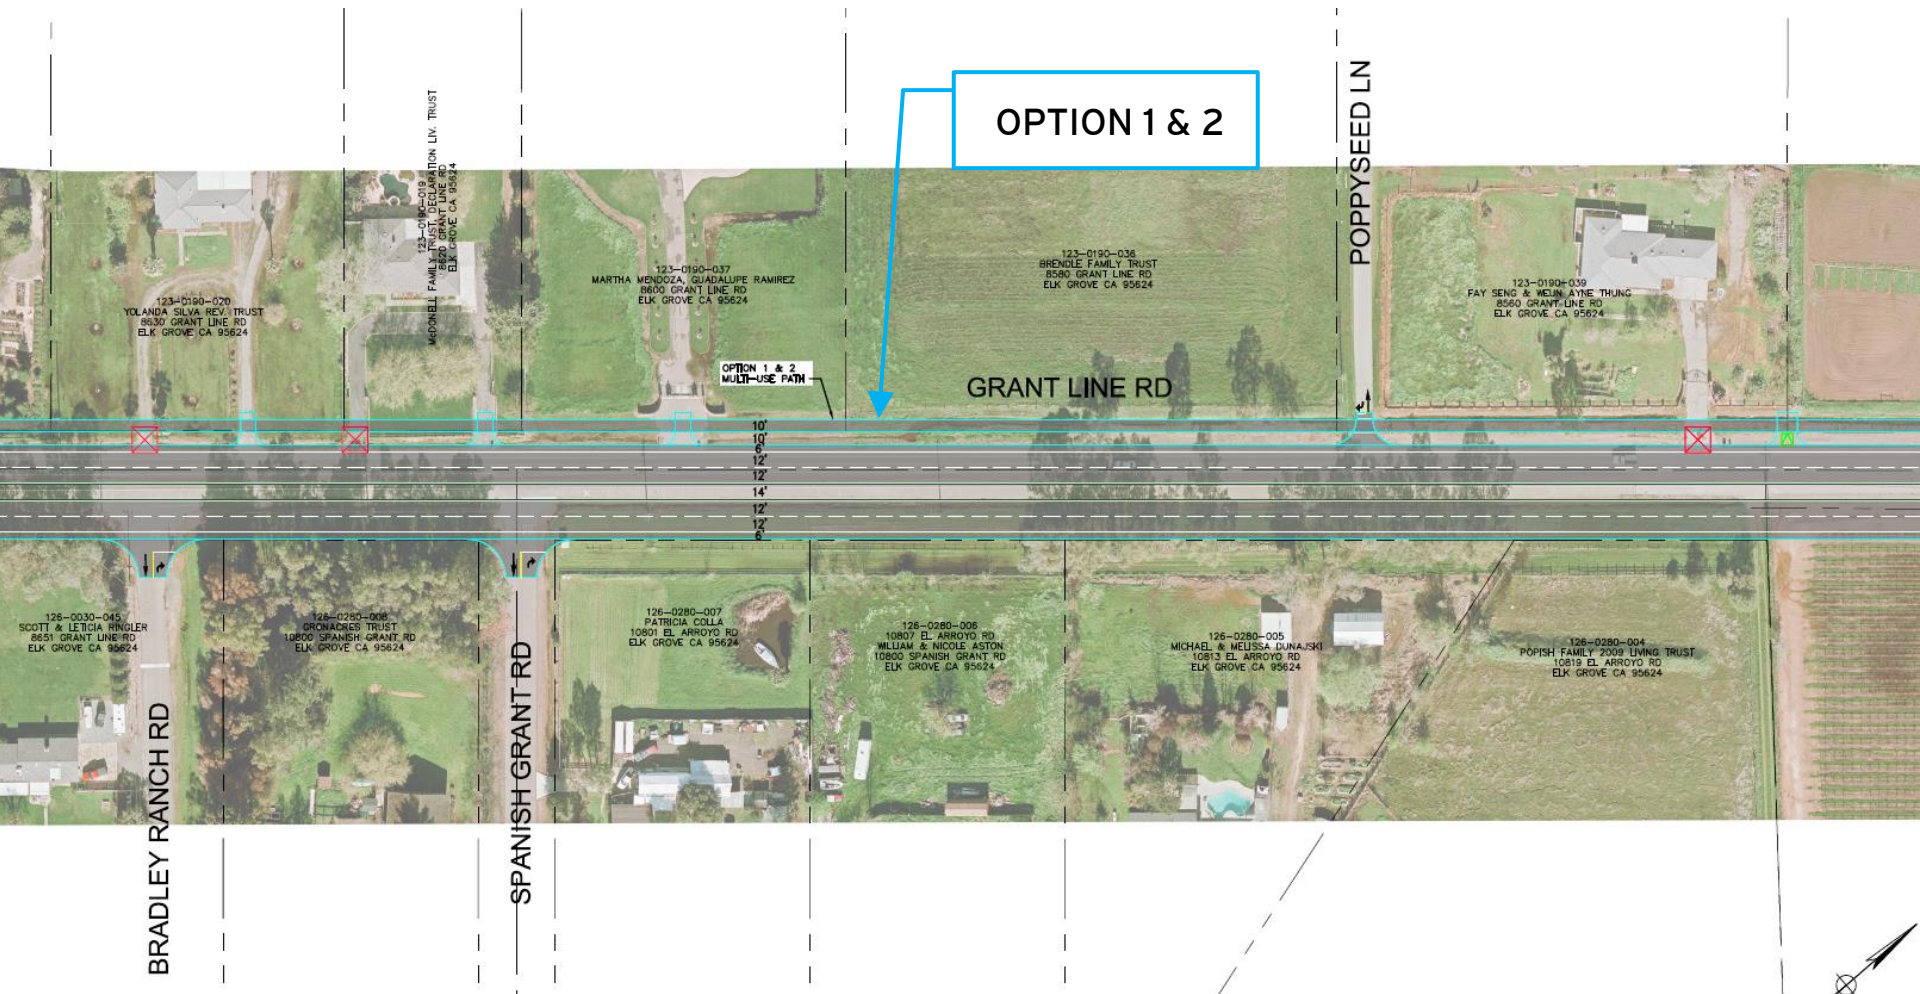 OPTION 1 & 2
POPPYSEED LN
123-0190-020
YOLANDA SILVA REV. TRUST
8630 GRANT LINE RD
ELK GROVE CA 95624
123-0190-019
McDONELL FAMILY TRUST, DECLARATION LIV. TRUST
8620 GRANT LINE RD
ELK GROVE CA 95624
123-0190-037
MARTHA MENDOZA, GUADALUPE RAMIREZ
8600 GRANT LINE RD
ELK GROVE CA 95624
123-0190-036
BRENDLE FAMILY TRUST
8580 GRANT LINE RD
ELK GROVE CA 95624
123-0190-039
FAY SENG & WEUN AYNE THUNG
8560 GRANT LINE RD
ELK GROVE CA 95624
OPTION 1 & 2
MULTI-USE PATH
GRANT LINE RD
10'
10'
6'
12'
12'
14'
12'
12'
6'
126-0030-045
SCOTT & LETICIA RINGLER
8651 GRANT LINE RD
ELK GROVE CA 95624
126-0280-008
GRONACRES TRUST
10800 SPANISH GRANT RD
ELK GROVE CA 95624
126-0280-007
PATRICIA COLLA
10801 EL ARROYO RD
ELK GROVE CA 95624
126-0280-006
10807 EL ARROYO RD
WILLIAM & NICOLE ASTON
10800 SPANISH GRANT RD
ELK GROVE CA 95624
126-0280-005
MICHAEL & MELISSA DUNAJSKI
10813 EL ARROYO RD
ELK GROVE CA 95624
126-0280-004
POPISH FAMILY 2009 LIVING TRUST
10819 EL ARROYO RD
ELK GROVE CA 95624
BRADLEY RANCH RD
SPANISH GRANT RD